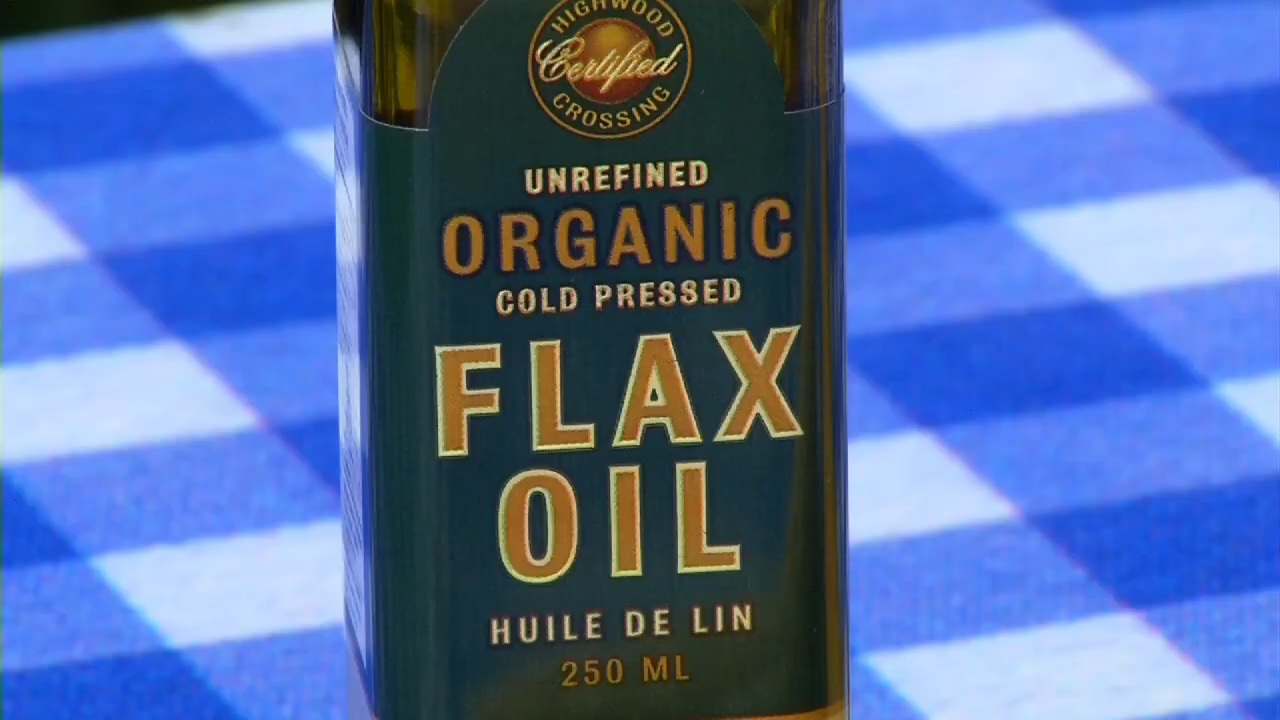 HIGHWOOD
Certified
CROSSING
UNREFINED
ORGANIC
COLD PRESSED
FLAX
OIL
HUILE DE LIN
250 ML